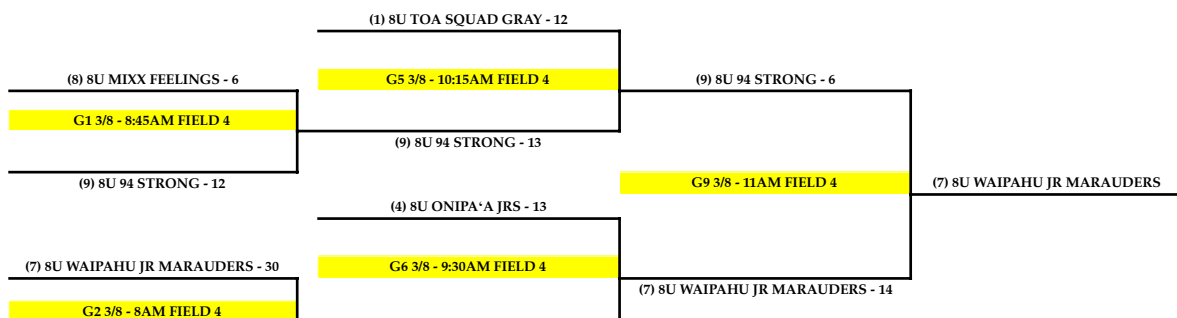 (1) 8U TOA SQUAD GRAY - 12
(8) 8U MIXX FEELINGS - 6
G5 3/8 - 10:15AM FIELD 4
(9) 8U 94 STRONG - 6
G1 3/8 - 8:45AM FIELD 4
(9) 8U 94 STRONG - 13
(9) 8U 94 STRONG - 12
G9 3/8 - 11AM FIELD 4
(7) 8U WAIPAHU JR MARAUDERS
(4) 8U ONIPAʻA JRS - 13
(7) 8U WAIPAHU JR MARAUDERS - 30
G6 3/8 - 9:30AM FIELD 4
(7) 8U WAIPAHU JR MARAUDERS - 14
G2 3/8 - 8AM FIELD 4